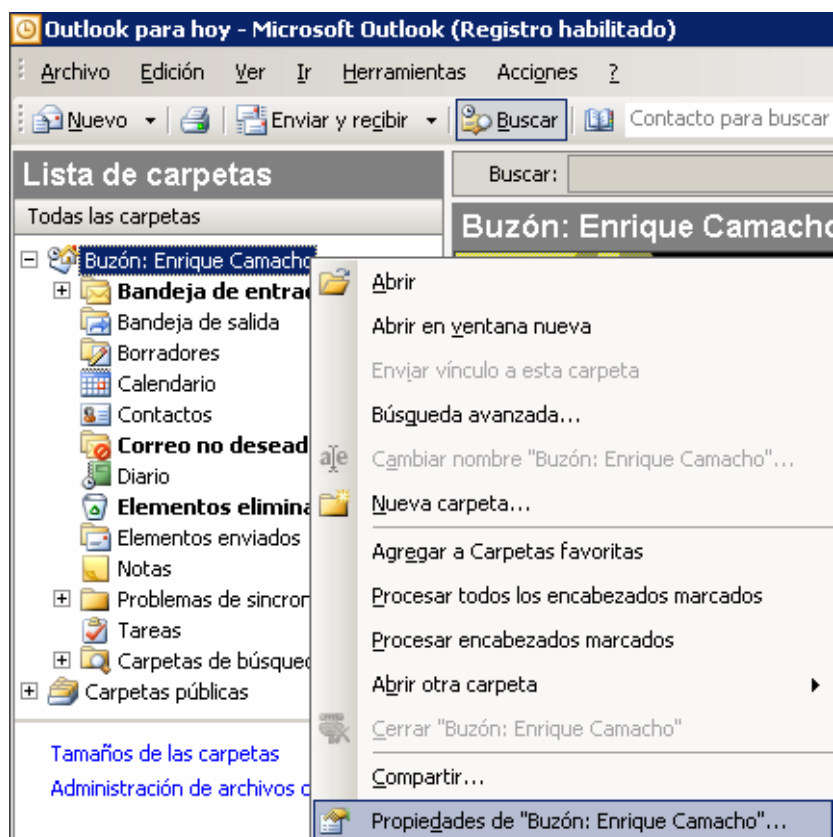 Outlook para hoy - Microsoft Outlook (Registro habilitado)
Archivo Edición Ver Ir Herramientas Acciones ?
Nuevo Enviar y recibir Buscar Contacto para buscar
Lista de carpetas
Buscar:
Todas las carpetas
Buzón: Enrique Camacho
Buzón: Enrique Camacho
Bandeja de entra
Bandeja de salida
Borradores
Calendario
Contactos
Correo no desead
Diario
Elementos elimina
Elementos enviados
Notas
Problemas de sincror
Tareas
Carpetas de búsqued
Carpetas públicas
Tamaños de las carpetas
Administración de archivos d
Abrir
Abrir en ventana nueva
Enviar vínculo a esta carpeta
Búsqueda avanzada...
Cambiar nombre "Buzón: Enrique Camacho"...
Nueva carpeta...
Agregar a Carpetas favoritas
Procesar todos los encabezados marcados
Procesar encabezados marcados
Abrir otra carpeta
Cerrar "Buzón: Enrique Camacho"
Compartir...
Propiedades de "Buzón: Enrique Camacho"...